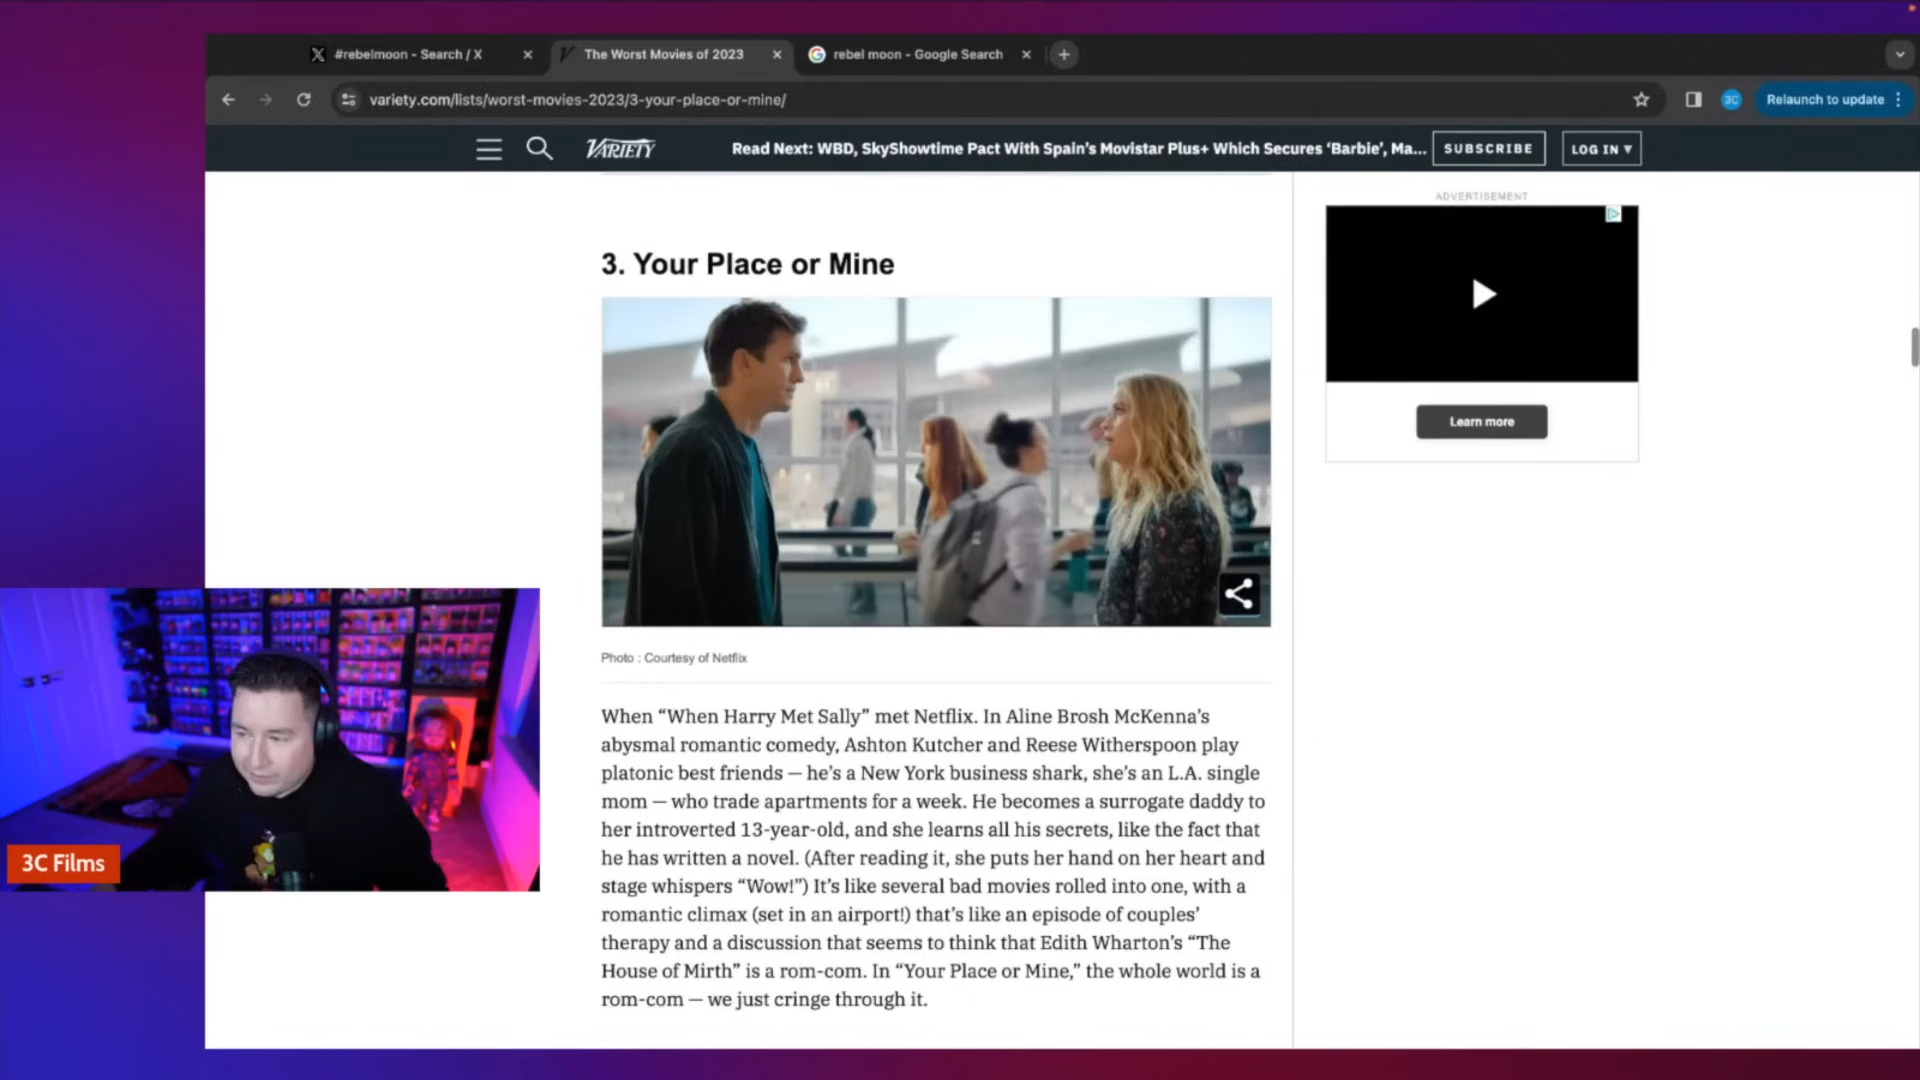 #rebelmoon - Search / X
The Worst Movies of 2023
rebel moon - Google Search
variety.com/lists/worst-movies-2023/3-your-place-or-mine/
3C
Relaunch to update
VARIETY
Read Next: WBD, SkyShowtime Pact With Spain’s Movistar Plus+ Which Secures ‘Barbie’, Ma...
SUBSCRIBE
LOG IN ▾
ADVERTISEMENT
Learn more
3. Your Place or Mine
Photo : Courtesy of Netflix
When “When Harry Met Sally” met Netflix. In Aline Brosh McKenna’s
abysmal romantic comedy, Ashton Kutcher and Reese Witherspoon play
platonic best friends — he’s a New York business shark, she’s an L.A. single
mom — who trade apartments for a week. He becomes a surrogate daddy to
her introverted 13-year-old, and she learns all his secrets, like the fact that
he has written a novel. (After reading it, she puts her hand on her heart and
stage whispers “Wow!”) It’s like several bad movies rolled into one, with a
romantic climax (set in an airport!) that’s like an episode of couples’
therapy and a discussion that seems to think that Edith Wharton’s “The
House of Mirth” is a rom-com. In “Your Place or Mine,” the whole world is a
rom-com — we just cringe through it.
3C Films